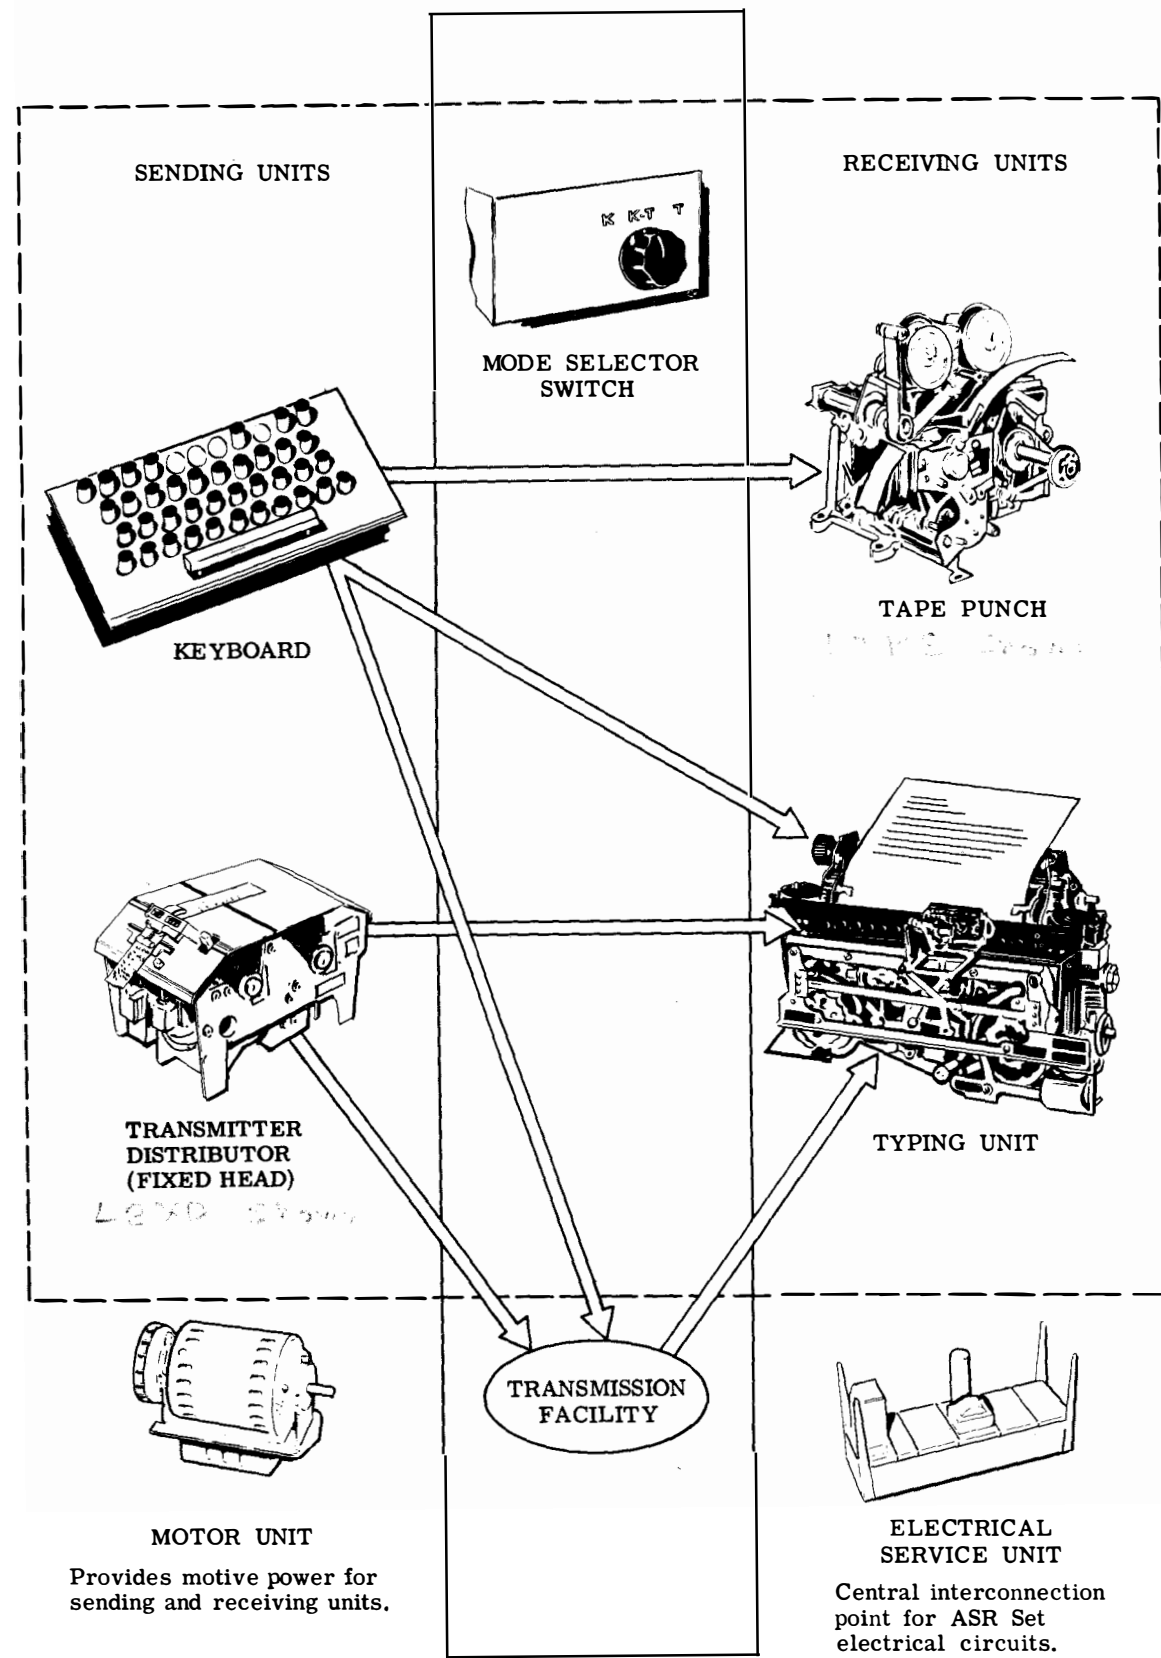 SENDING UNITS
RECEIVING UNITS
K K-T T
MODE SELECTOR
SWITCH
KEYBOARD
TAPE PUNCH
TRANSMITTER
DISTRIBUTOR
(FIXED HEAD)
TYPING UNIT
TRANSMISSION
FACILITY
MOTOR UNIT
Provides motive power for
sending and receiving units.
ELECTRICAL
SERVICE UNIT
Central interconnection
point for ASR Set
electrical circuits.